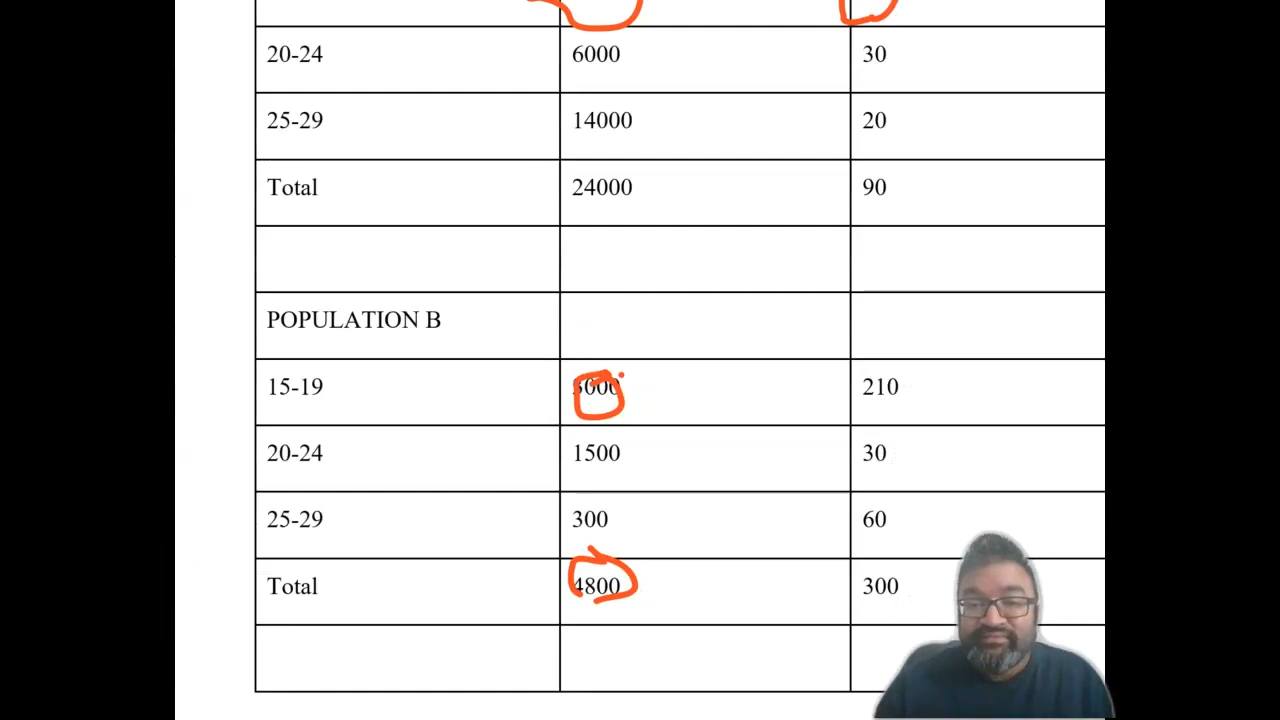 20-24 6000 30
25-29 14000 20
Total 24000 90
POPULATION B
15-19 3000 210
20-24 1500 30
25-29 300 60
Total 4800 300